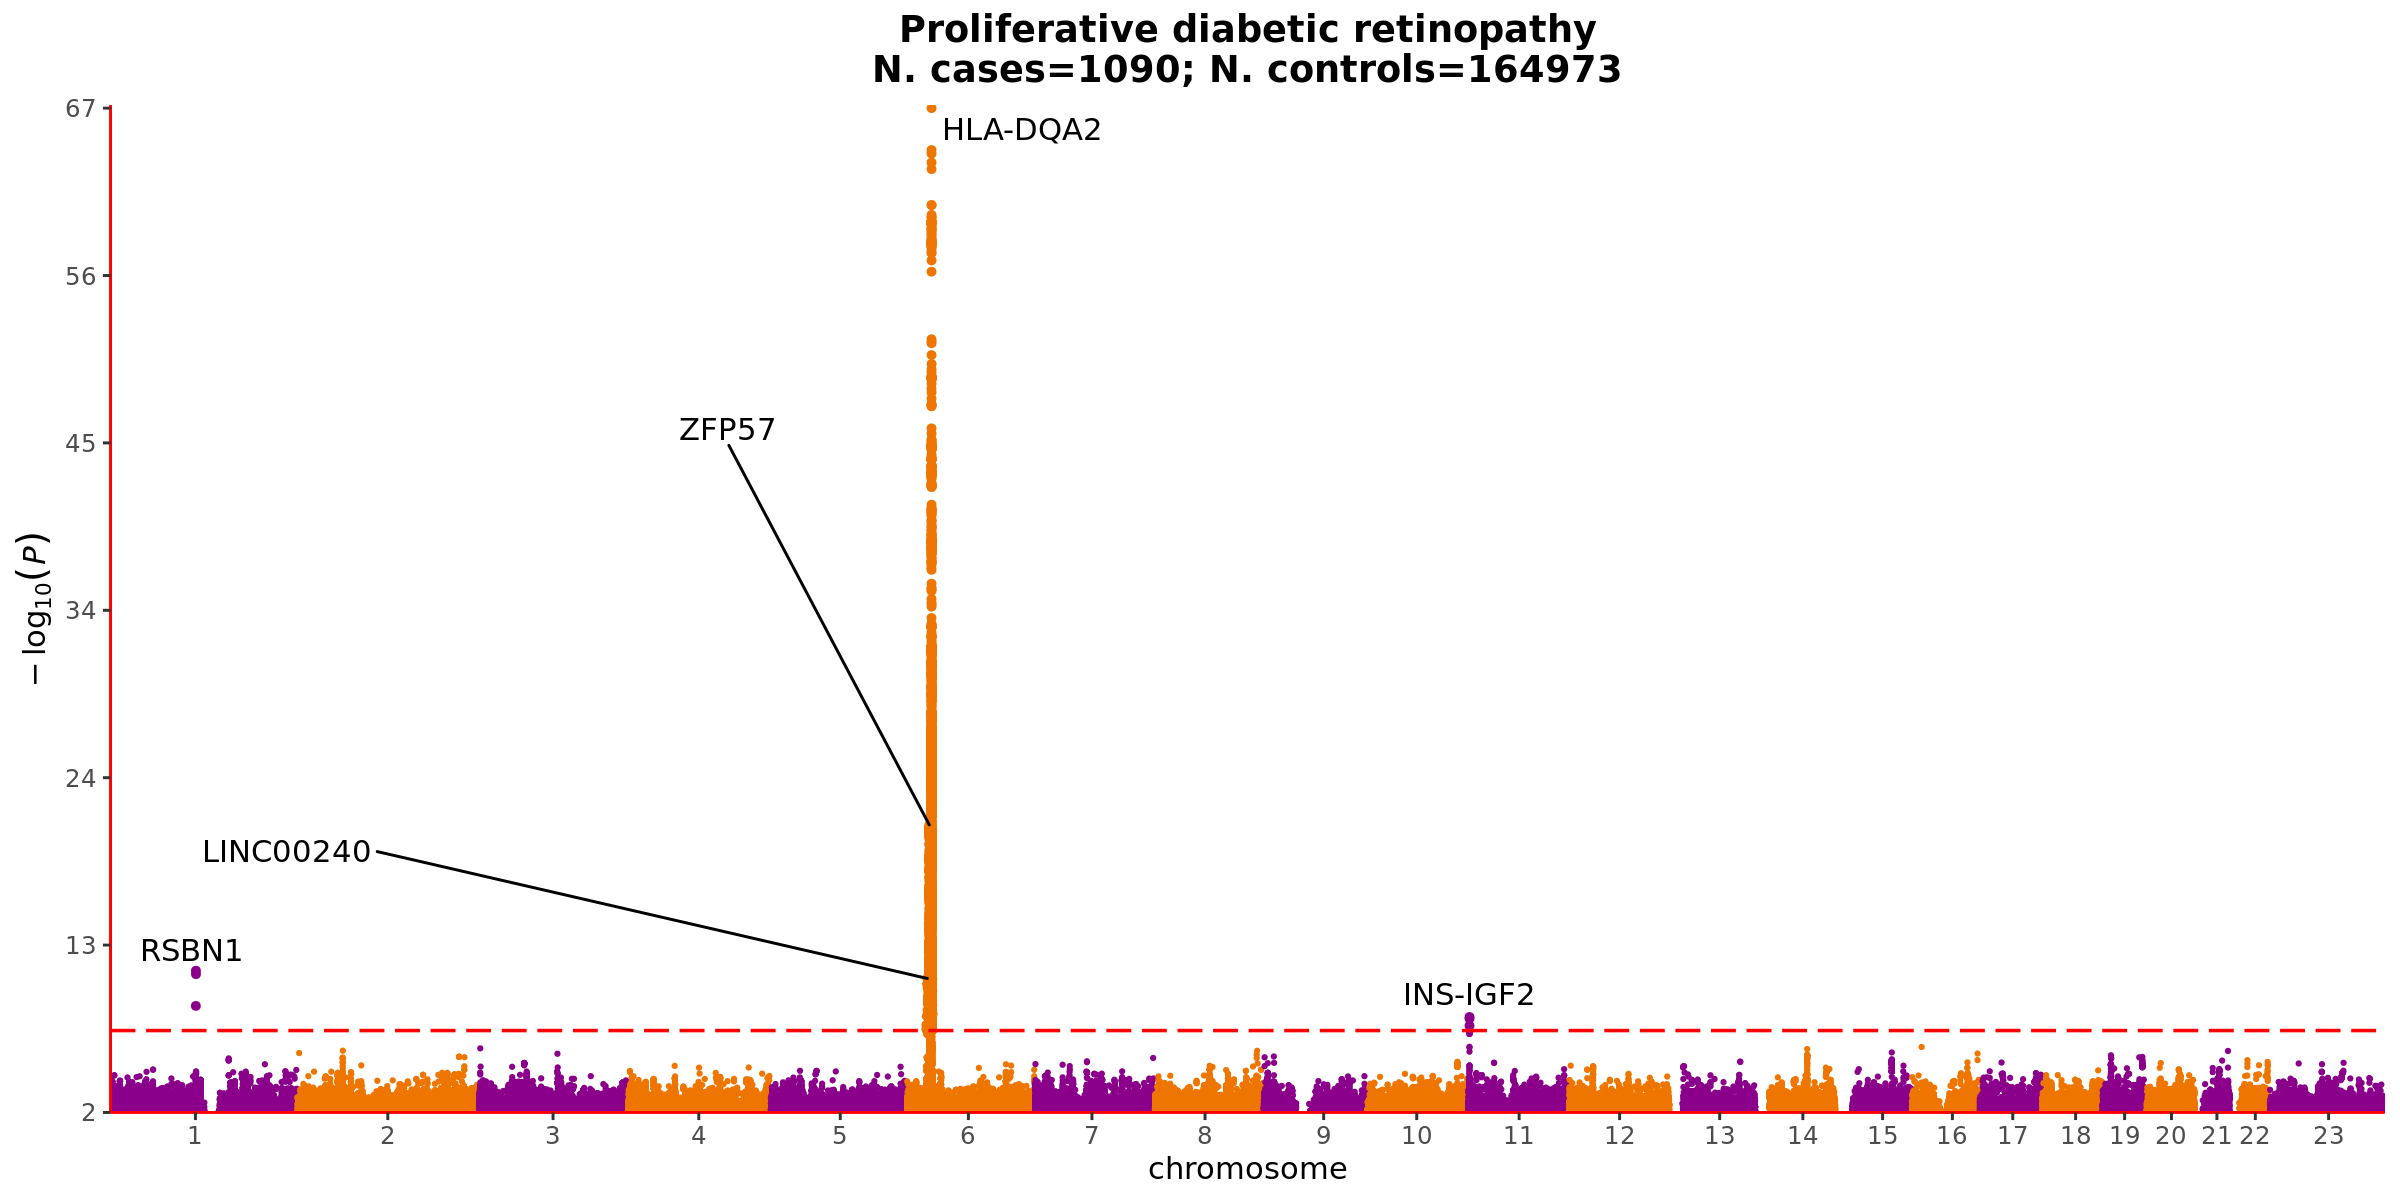 Proliferative diabetic retinopathy
N. cases=1090; N. controls=164973
67
56
45
34
24
13
2
−log10(P)
HLA-DQA2
ZFP57
LINC00240
RSBN1
INS-IGF2
1 2 3 4 5 6 7 8 9 10 11 12 13 14 15 16 17 18 19 20 21 22 23
chromosome